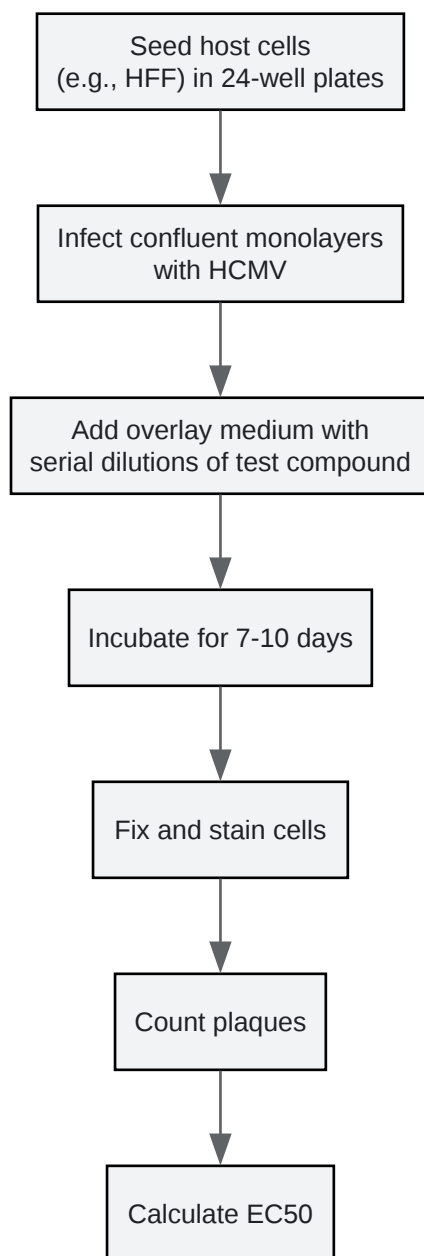 Seed host cells
(e.g., HFF) in 24-well plates
Infect confluent monolayers
with HCMV
Add overlay medium with
serial dilutions of test compound
Incubate for 7-10 days
Fix and stain cells
Count plaques
Calculate EC50